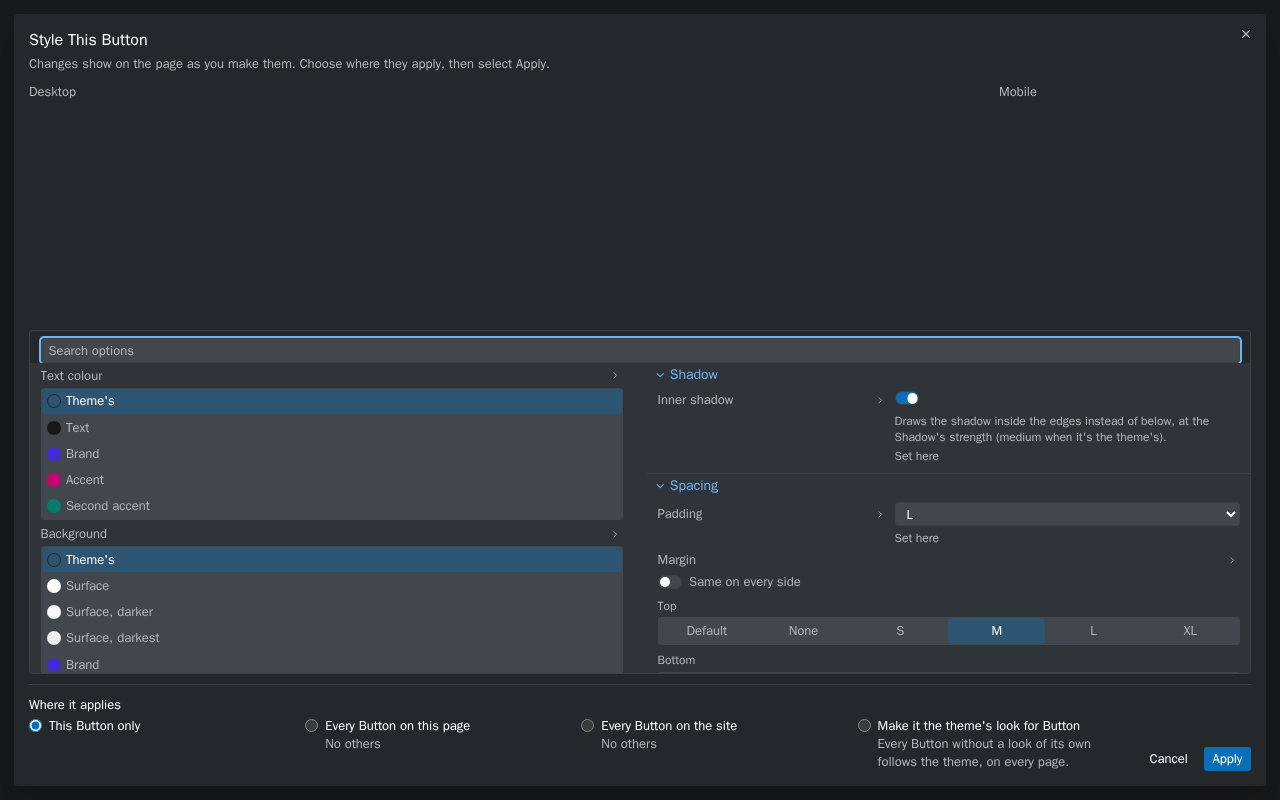 Style This Button
Changes show on the page as you make them. Choose where they apply, then select Apply.
Desktop
Mobile
Search options
Text colour
Theme's
Text
Brand
Accent
Second accent
Background
Theme's
Surface
Surface, darker
Surface, darkest
Brand
Shadow
Inner shadow
Draws the shadow inside the edges instead of below, at the
Shadow's strength (medium when it's the theme's).
Set here
Spacing
Padding
L
Set here
Margin
Same on every side
Top
Default None S M L XL
Bottom
Where it applies
This Button only
Every Button on this page
No others
Every Button on the site
No others
Make it the theme's look for Button
Every Button without a look of its own
follows the theme, on every page.
Cancel
Apply